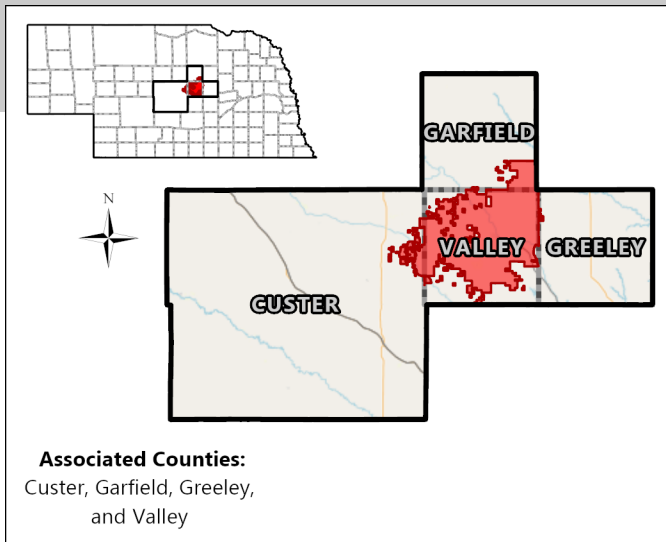 GARFIELD
N
VALLEY
GREELEY
CUSTER
Associated Counties:
Custer, Garfield, Greeley,
and Valley